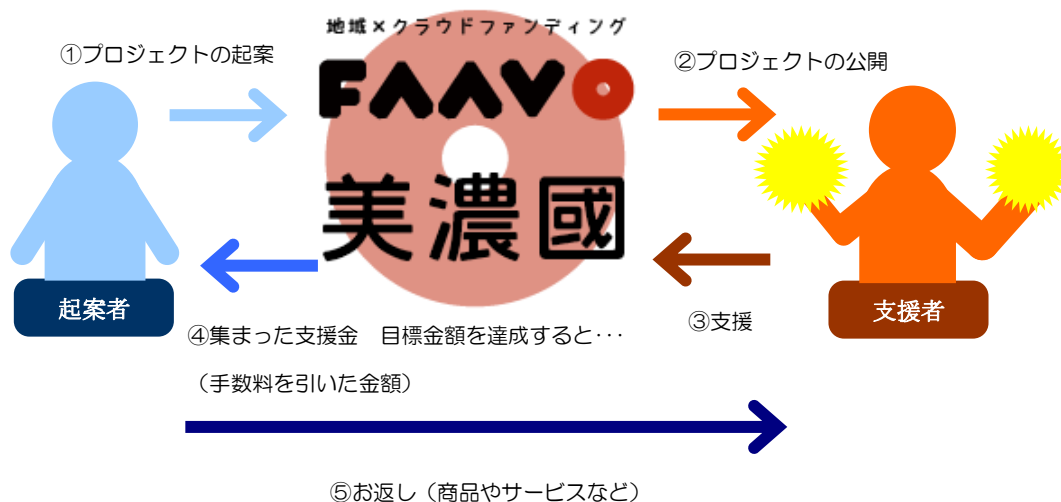 地域×クラウドファンディング
①プロジェクトの起案
FAAVO
②プロジェクトの公開
美濃國
起案者
支援者
③支援
④集まった支援金　目標金額を達成すると･･･
（手数料を引いた金額）
⑤お返し（商品やサービスなど）